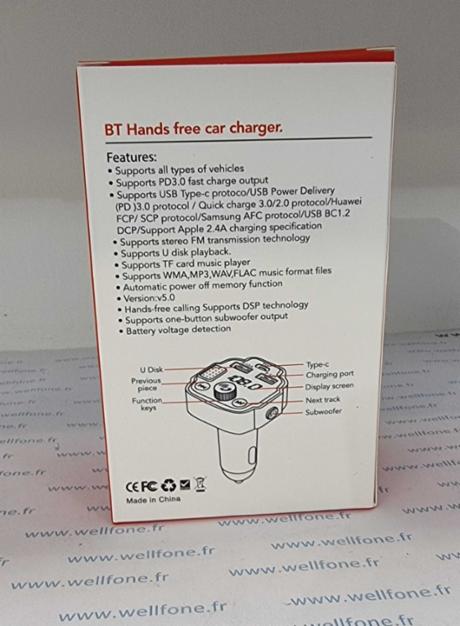 BT Hands free car charger.
Features:
• Supports all types of vehicles
• Supports PD3.0 fast charge output
• Supports USB Type-c protoco/USB Power Delivery
(PD )3.0 protocol / Quick charge 3.0/2.0 protocol/Huawei
FCP/ SCP protocol/Samsung AFC protocol/USB BC1.2
DCP/Support Apple 2.4A charging specification
• Supports stereo FM transmission technology
• Supports U disk playback.
• Supports TF card music player
• Supports WMA,MP3,WAV,FLAC music format files
• Automatic power off memory function
• Version:v5.0
• Hands-free calling Supports DSP technology
• Supports one-button subwoofer output
• Battery voltage detection
U Disk
Previous
piece
Function
keys
Type-c
Charging port
Display screen
Next track
Subwoofer
CE FC
Made in China
www.wellfone.fr
www.wellfone.fr
www.wellfone.fr
www.wellfone.fr
www.wellfone.fr
www.wellfone.fr
www.wellfone.fr